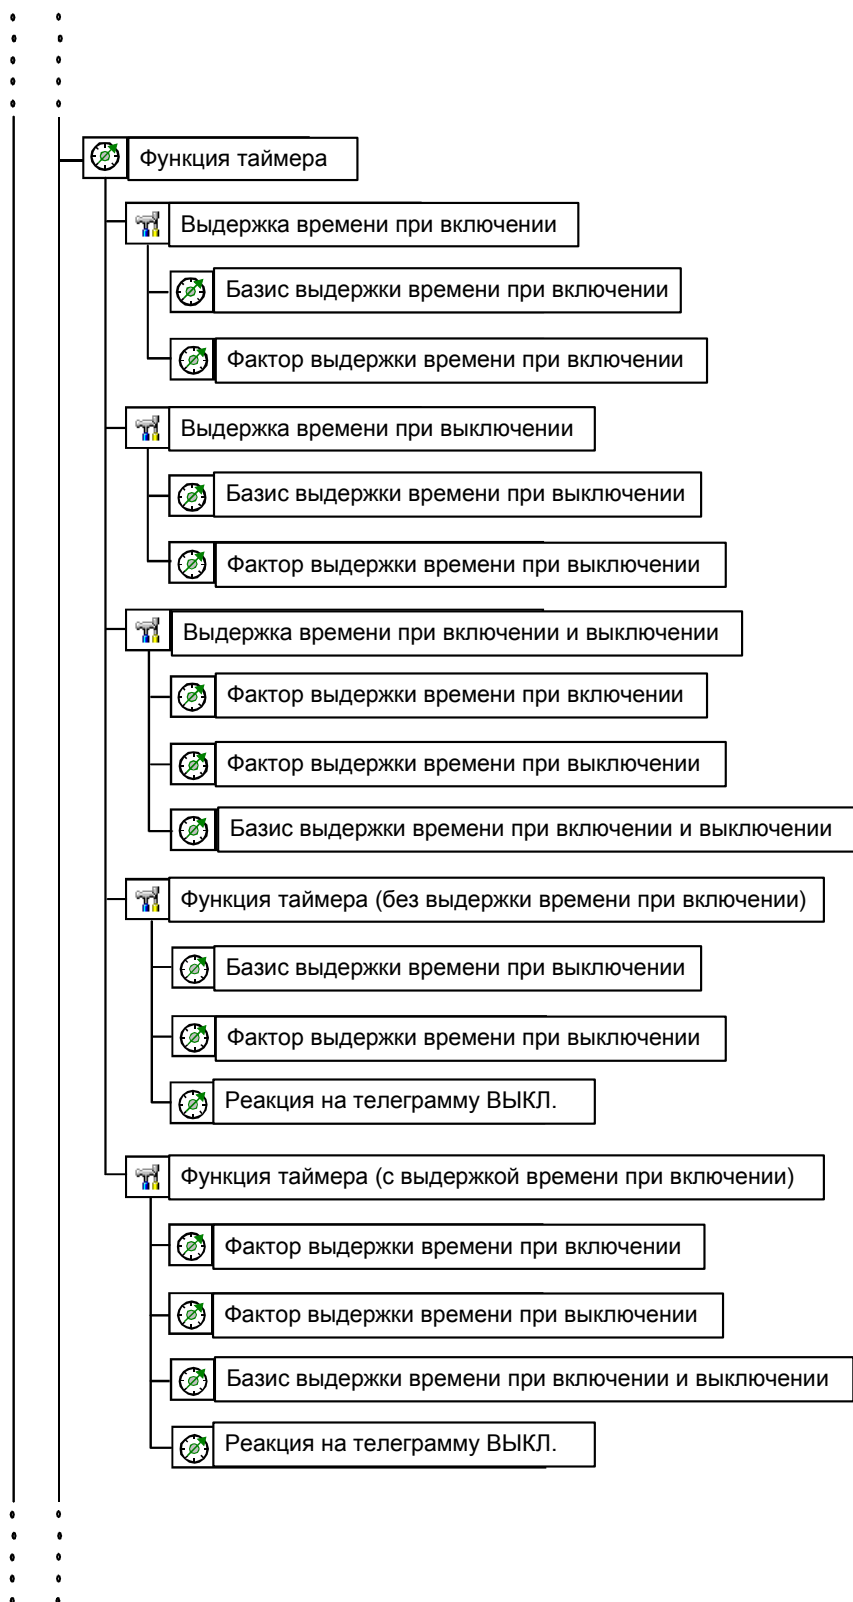 Функция таймера
Выдержка времени при включении
Базис выдержки времени при включении
Фактор выдержки времени при включении
Выдержка времени при выключении
Базис выдержки времени при выключении
Фактор выдержки времени при выключении
Выдержка времени при включении и выключении
Фактор выдержки времени при включении
Фактор выдержки времени при выключении
Базис выдержки времени при включении и выключении
Функция таймера (без выдержки времени при включении)
Базис выдержки времени при выключении
Фактор выдержки времени при выключении
Реакция на телеграмму ВЫКЛ.
Функция таймера (с выдержкой времени при включении)
Фактор выдержки времени при включении
Фактор выдержки времени при выключении
Базис выдержки времени при включении и выключении
Реакция на телеграмму ВЫКЛ.